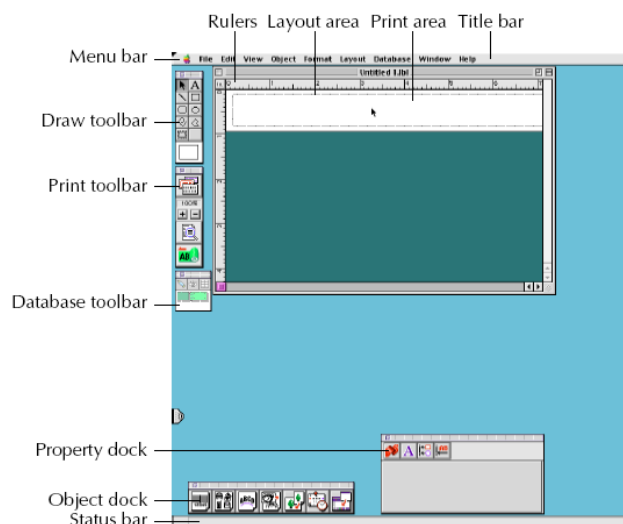 Rulers Layout area Print area Title bar
Menu bar
File Edit View Object Format Layout Database Window Help
Untitled 1.lbl
Draw toolbar
Print toolbar
100%
Database toolbar
Property dock
Object dock
Status bar